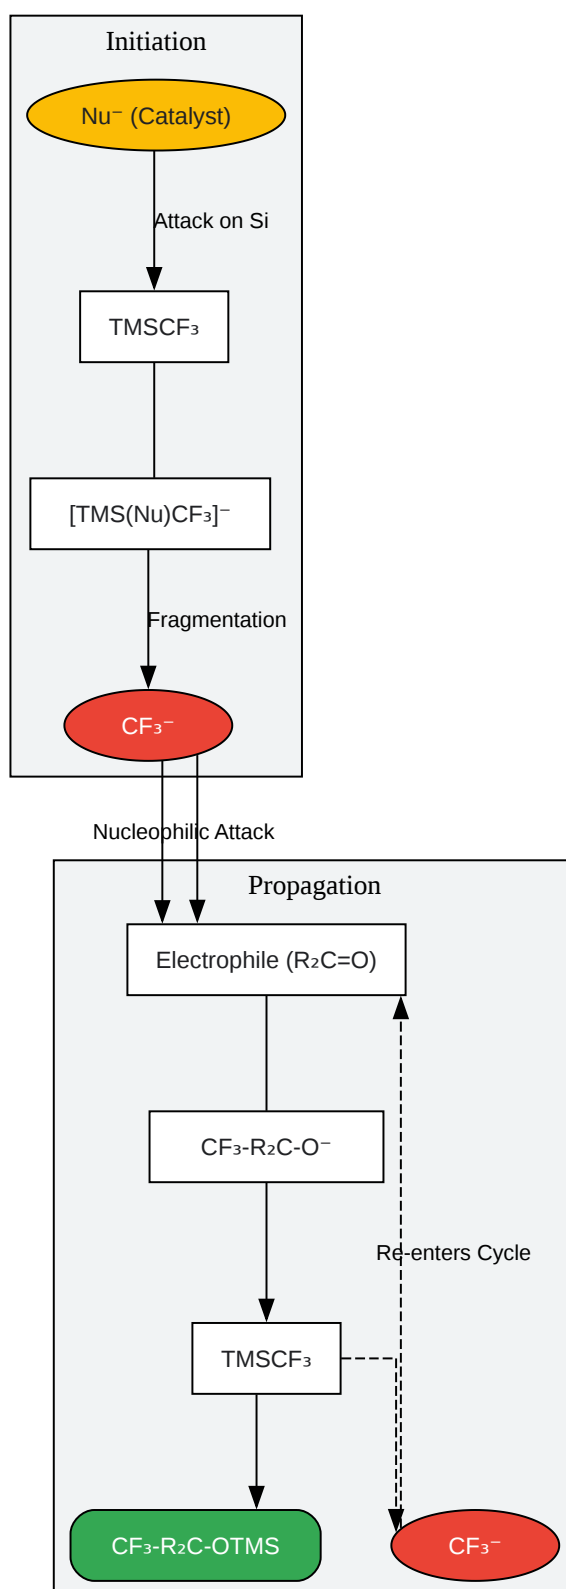 Initiation
Nu⁻ (Catalyst)
Attack on Si
TMSCF₃
[TMS(Nu)CF₃]⁻
Fragmentation
CF₃⁻
Nucleophilic Attack
Propagation
Electrophile (R₂C=O)
CF₃-R₂C-O⁻
Re-enters Cycle
TMSCF₃
CF₃-R₂C-OTMS
CF₃⁻